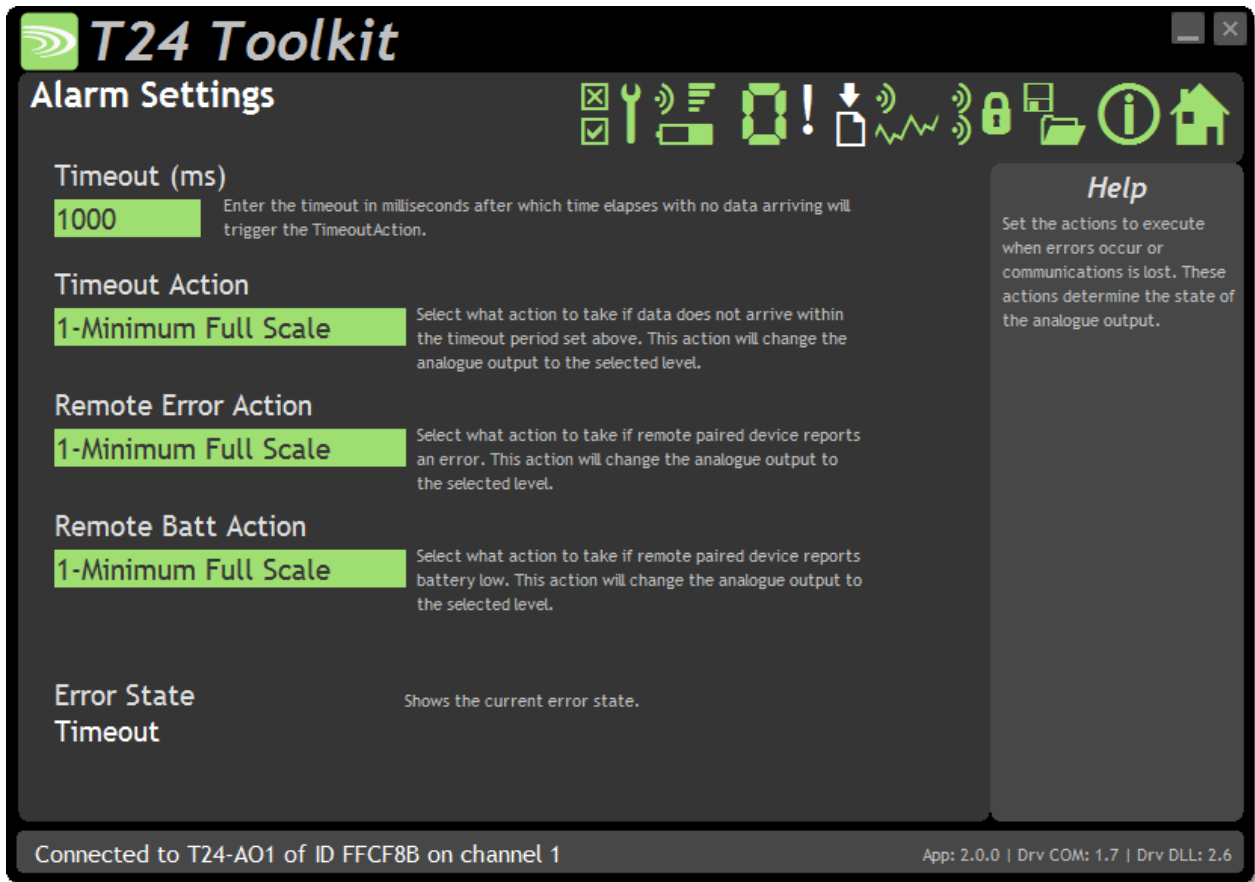 T24 Toolkit
Alarm Settings
Timeout (ms)
1000
Enter the timeout in milliseconds after which time elapses with no data arriving will
trigger the TimeoutAction.
Timeout Action
1-Minimum Full Scale
Select what action to take if data does not arrive within
the timeout period set above. This action will change the
analogue output to the selected level.
Remote Error Action
1-Minimum Full Scale
Select what action to take if remote paired device reports
an error. This action will change the analogue output to
the selected level.
Remote Batt Action
1-Minimum Full Scale
Select what action to take if remote paired device reports
battery low. This action will change the analogue output to
the selected level.
Error State
Shows the current error state.
Timeout
Help
Set the actions to execute
when errors occur or
communications is lost. These
actions determine the state of
the analogue output.
Connected to T24-AO1 of ID FFCF8B on channel 1
App: 2.0.0 | Drv COM: 1.7 | Drv DLL: 2.6